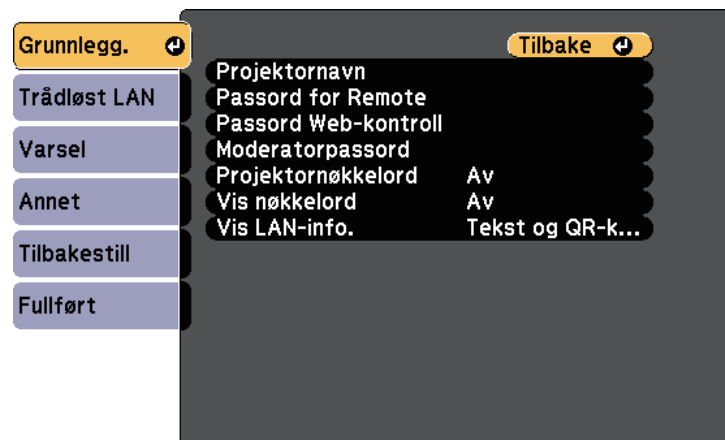 Grunnlegg.
Trådløst LAN
Varsel
Annet
Tilbakestill
Fullført
Tilbake
Projektornavn
Passord for Remote
Passord Web-kontroll
Moderatorpassord
Projektornøkkelord Av
Vis nøkkelord Av
Vis LAN-info. Tekst og QR-k...